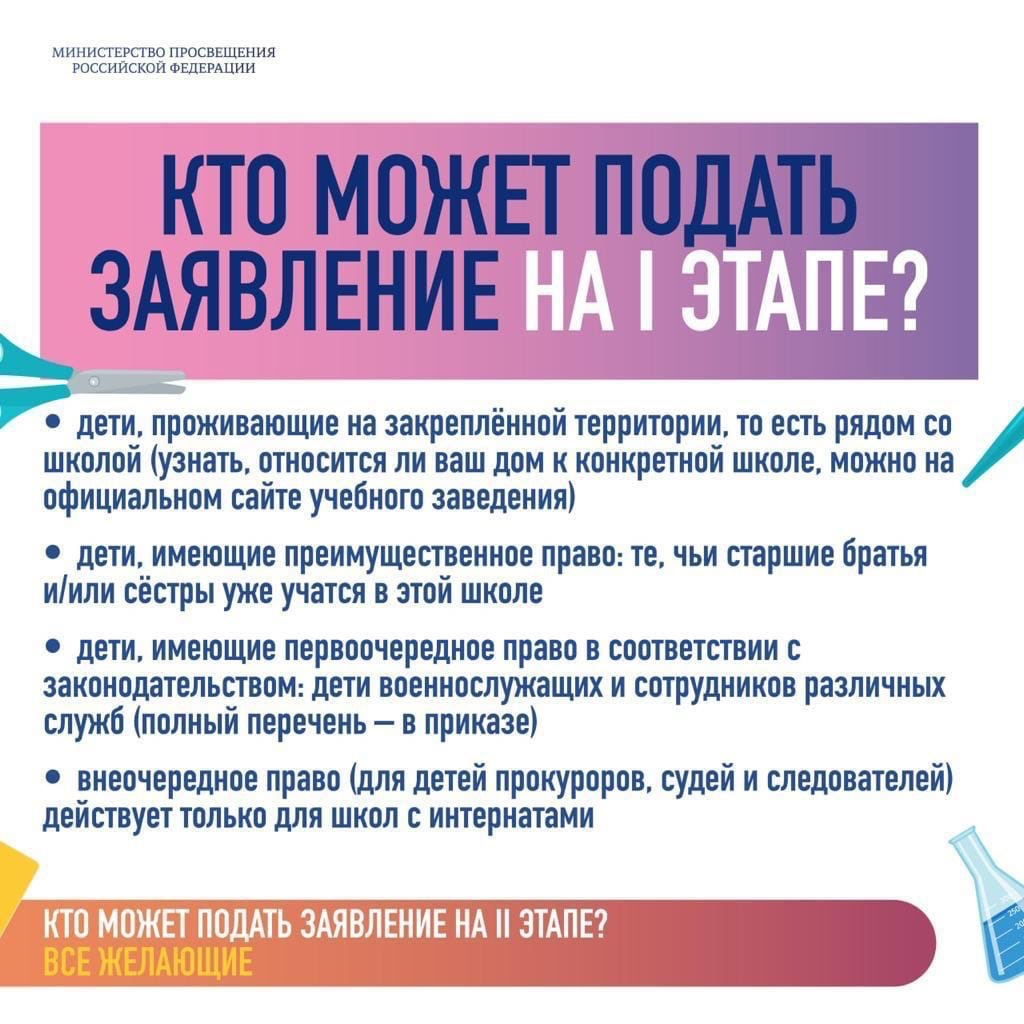 МИНИСТЕРСТВО ПРОСВЕЩЕНИЯ
РОССИЙСКОЙ ФЕДЕРАЦИИ
КТО МОЖЕТ ПОДАТЬ
ЗАЯВЛЕНИЕ НА I ЭТАПЕ?
• дети, проживающие на закреплённой территории, то есть рядом со
школой (узнать, относится ли ваш дом к конкретной школе, можно на
официальном сайте учебного заведения)
• дети, имеющие преимущественное право: те, чьи старшие братья
и/или сёстры уже учатся в этой школе
• дети, имеющие первоочередное право в соответствии с
законодательством: дети военнослужащих и сотрудников различных
служб (полный перечень – в приказе)
• внеочередное право (для детей прокуроров, судей и следователей)
действует только для школ с интернатами
КТО МОЖЕТ ПОДАТЬ ЗАЯВЛЕНИЕ НА II ЭТАПЕ?
ВСЕ ЖЕЛАЮЩИЕ